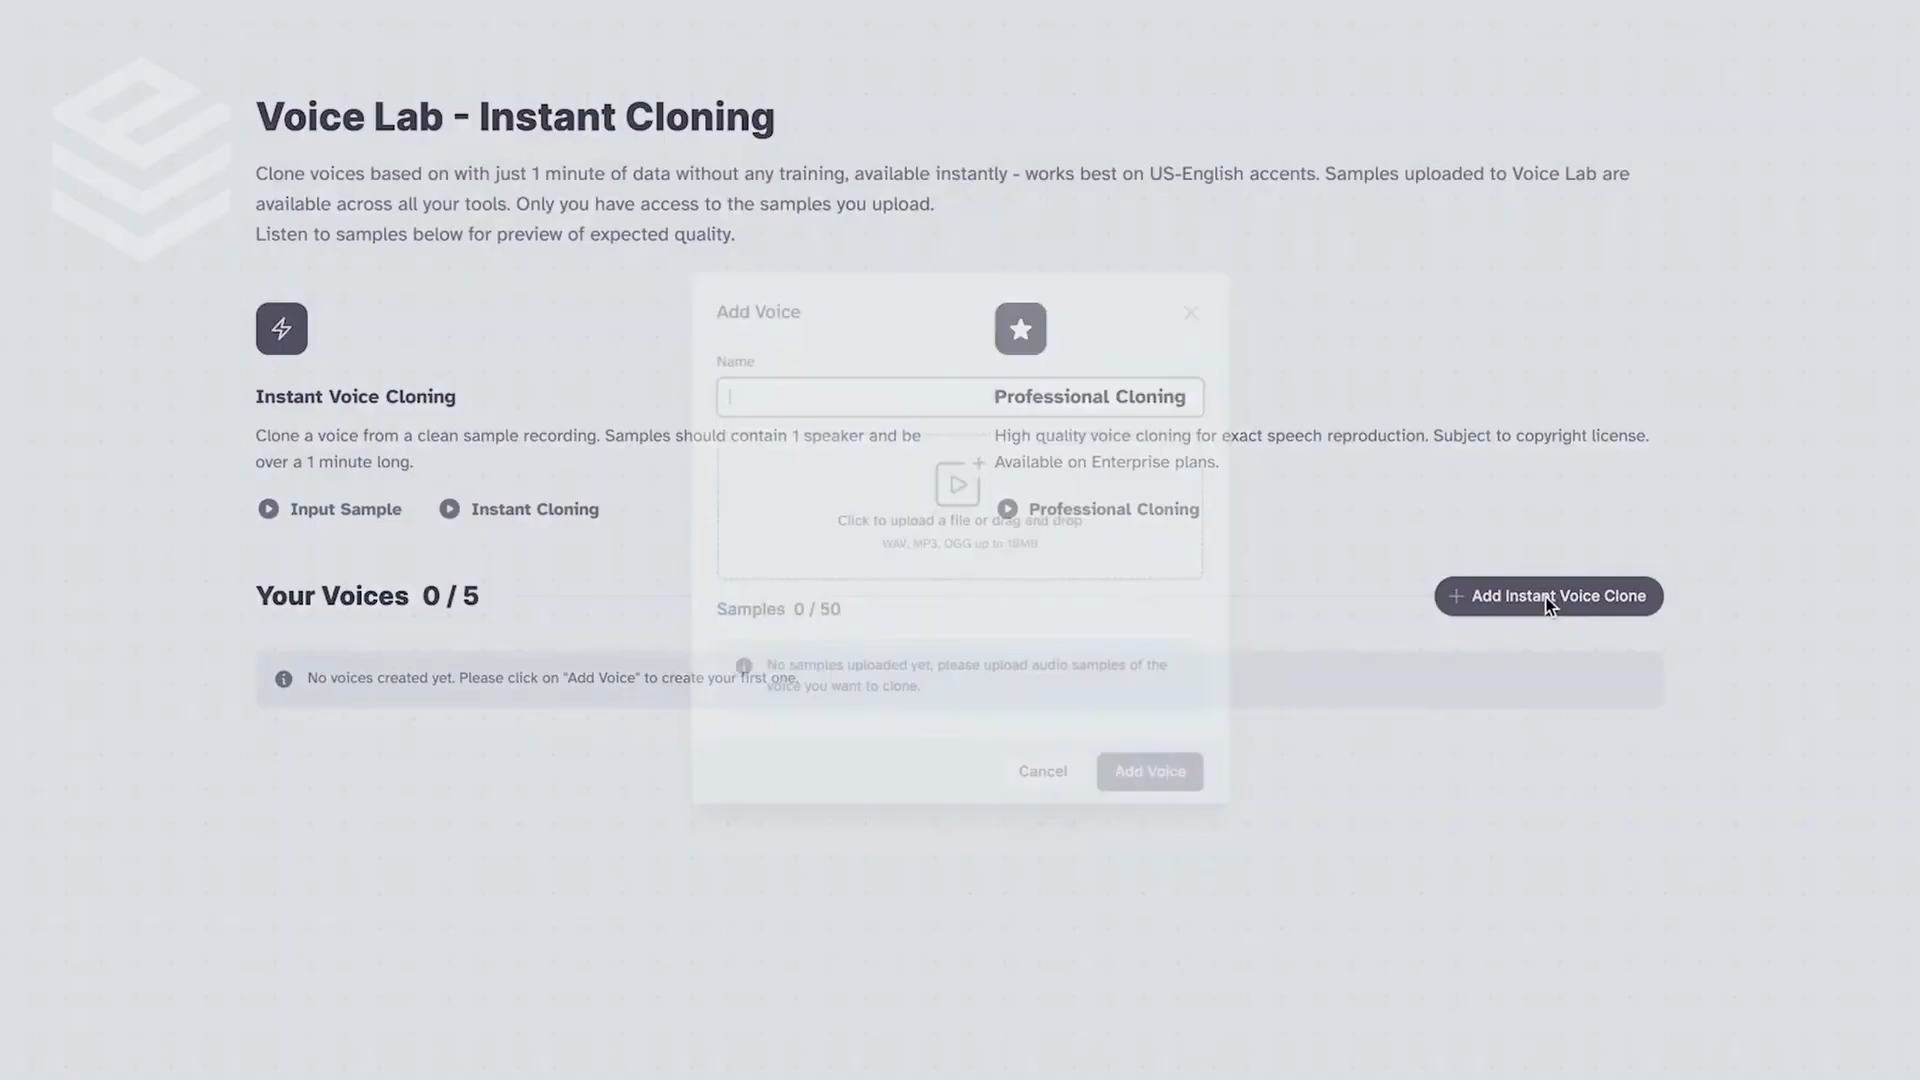 Voice Lab - Instant Cloning
Clone voices based on with just 1 minute of data without any training, available instantly - works best on US-English accents. Samples uploaded to Voice Lab are
available across all your tools. Only you have access to the samples you upload.
Listen to samples below for preview of expected quality.
Instant Voice Cloning
Clone a voice from a clean sample recording. Samples should contain 1 speaker and be
over a 1 minute long.
Input Sample
Instant Cloning
Professional Cloning
High quality voice cloning for exact speech reproduction. Subject to copyright license.
Available on Enterprise plans.
Professional Cloning
Your Voices 0 / 5
Add Instant Voice Clone
No voices created yet. Please click on "Add Voice" to create your first one.
Add Voice
Name
Click to upload a file or drag and drop
WAV, MP3, OGG up to 10MB
Samples 0 / 50
No samples uploaded yet, please upload audio samples of the
voice you want to clone.
Cancel
Add Voice